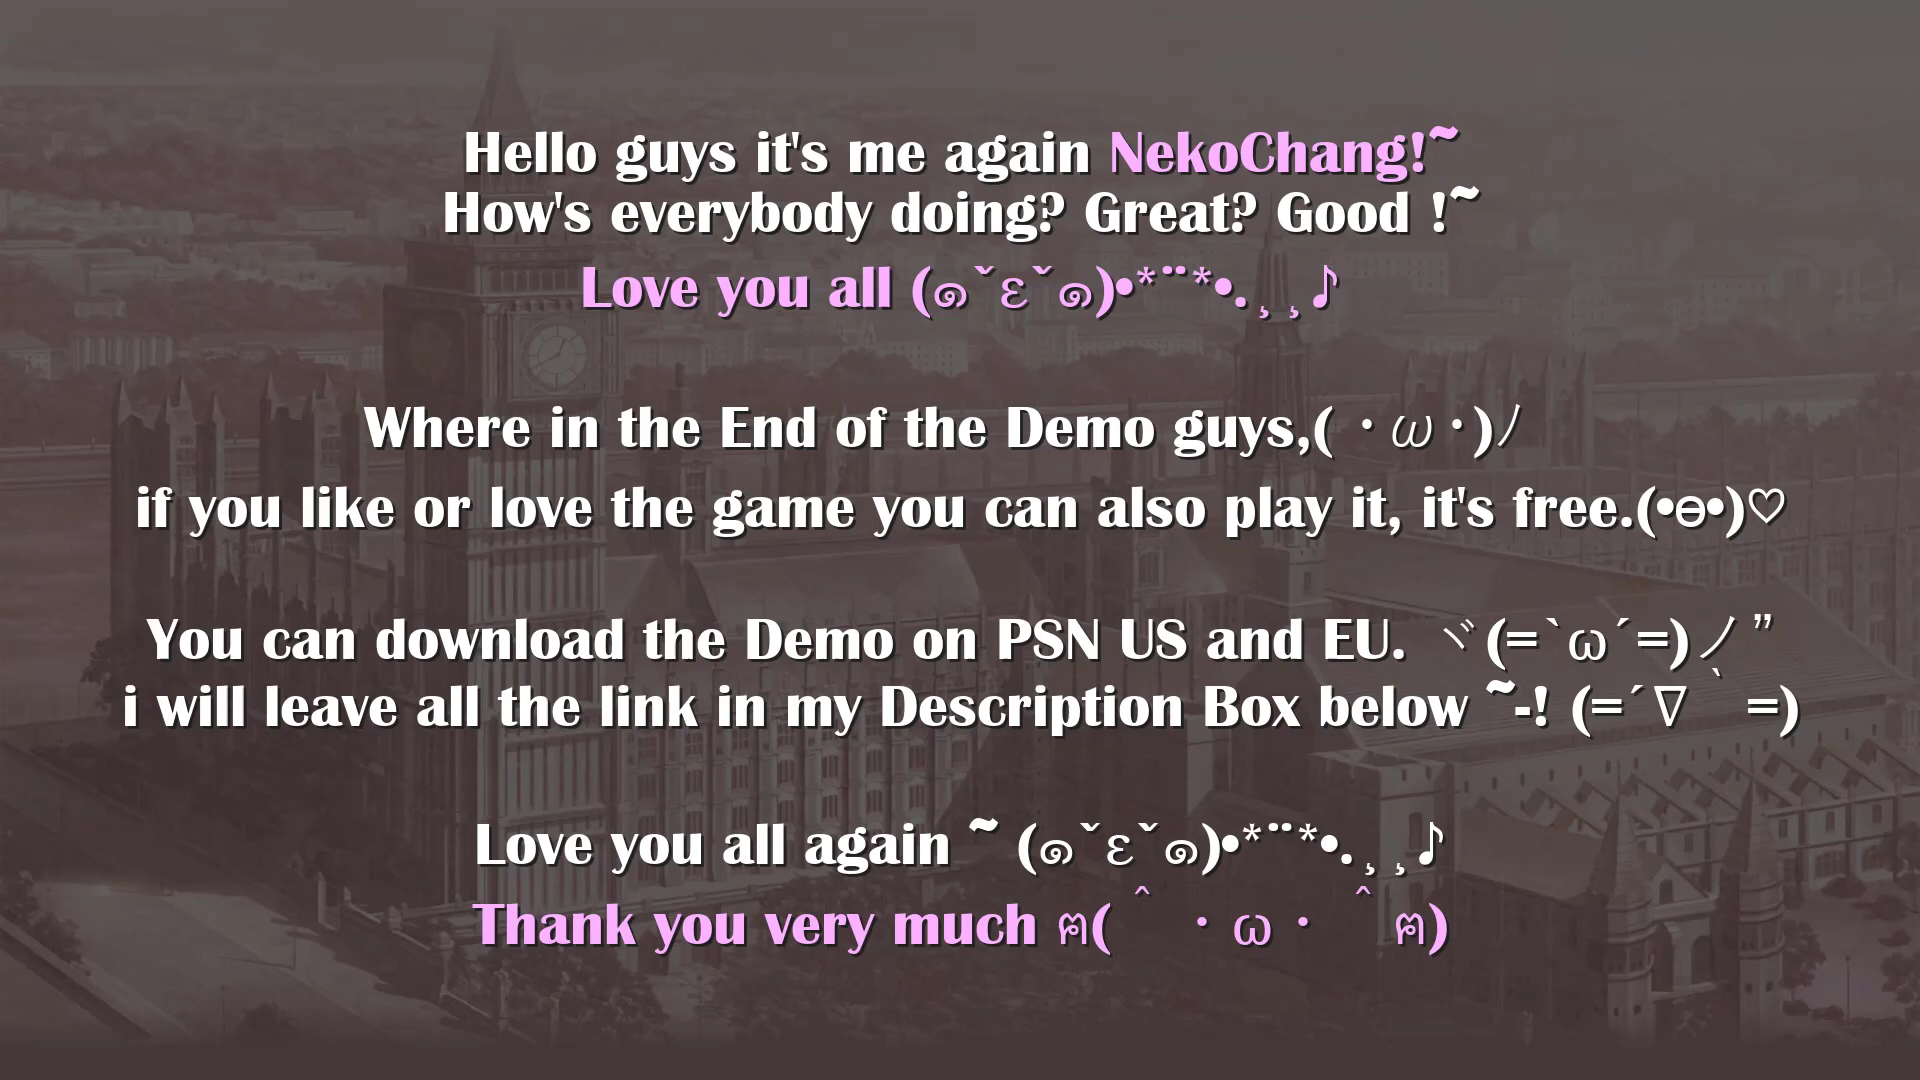 Hello guys it's me again NekoChang!~
How's everybody doing? Great? Good !~
Love you all (๑˘ε˘๑)•*¨*•.¸¸♪
Where in the End of the Demo guys,(・ω・)ノ
if you like or love the game you can also play it, it's free.(•ө•)♡
You can download the Demo on PSN US and EU. ヾ(=`ω´=)ノ”
i will leave all the link in my Description Box below ~-! (=´∇｀=)
Love you all again ~ (๑˘ε˘๑)•*¨*•.¸¸♪
Thank you very much ฅ(＾・ω・＾ฅ)